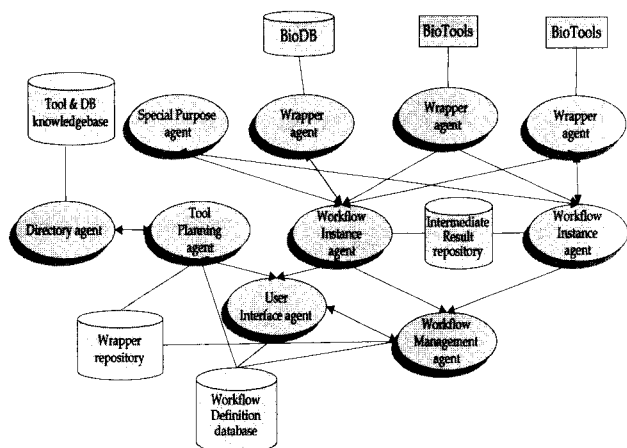 BioDB
BioTools
BioTools
Tool & DB
knowledgebase
Special Purpose
agent
Wrapper
agent
Wrapper
agent
Wrapper
agent
Directory agent
Tool
Planning
agent
Workflow
Instance
agent
Intermediate
Result
repository
Workflow
Instance
agent
User
Interface agent
Wrapper
repository
Workflow
Management
agent
Workflow
Definition
database